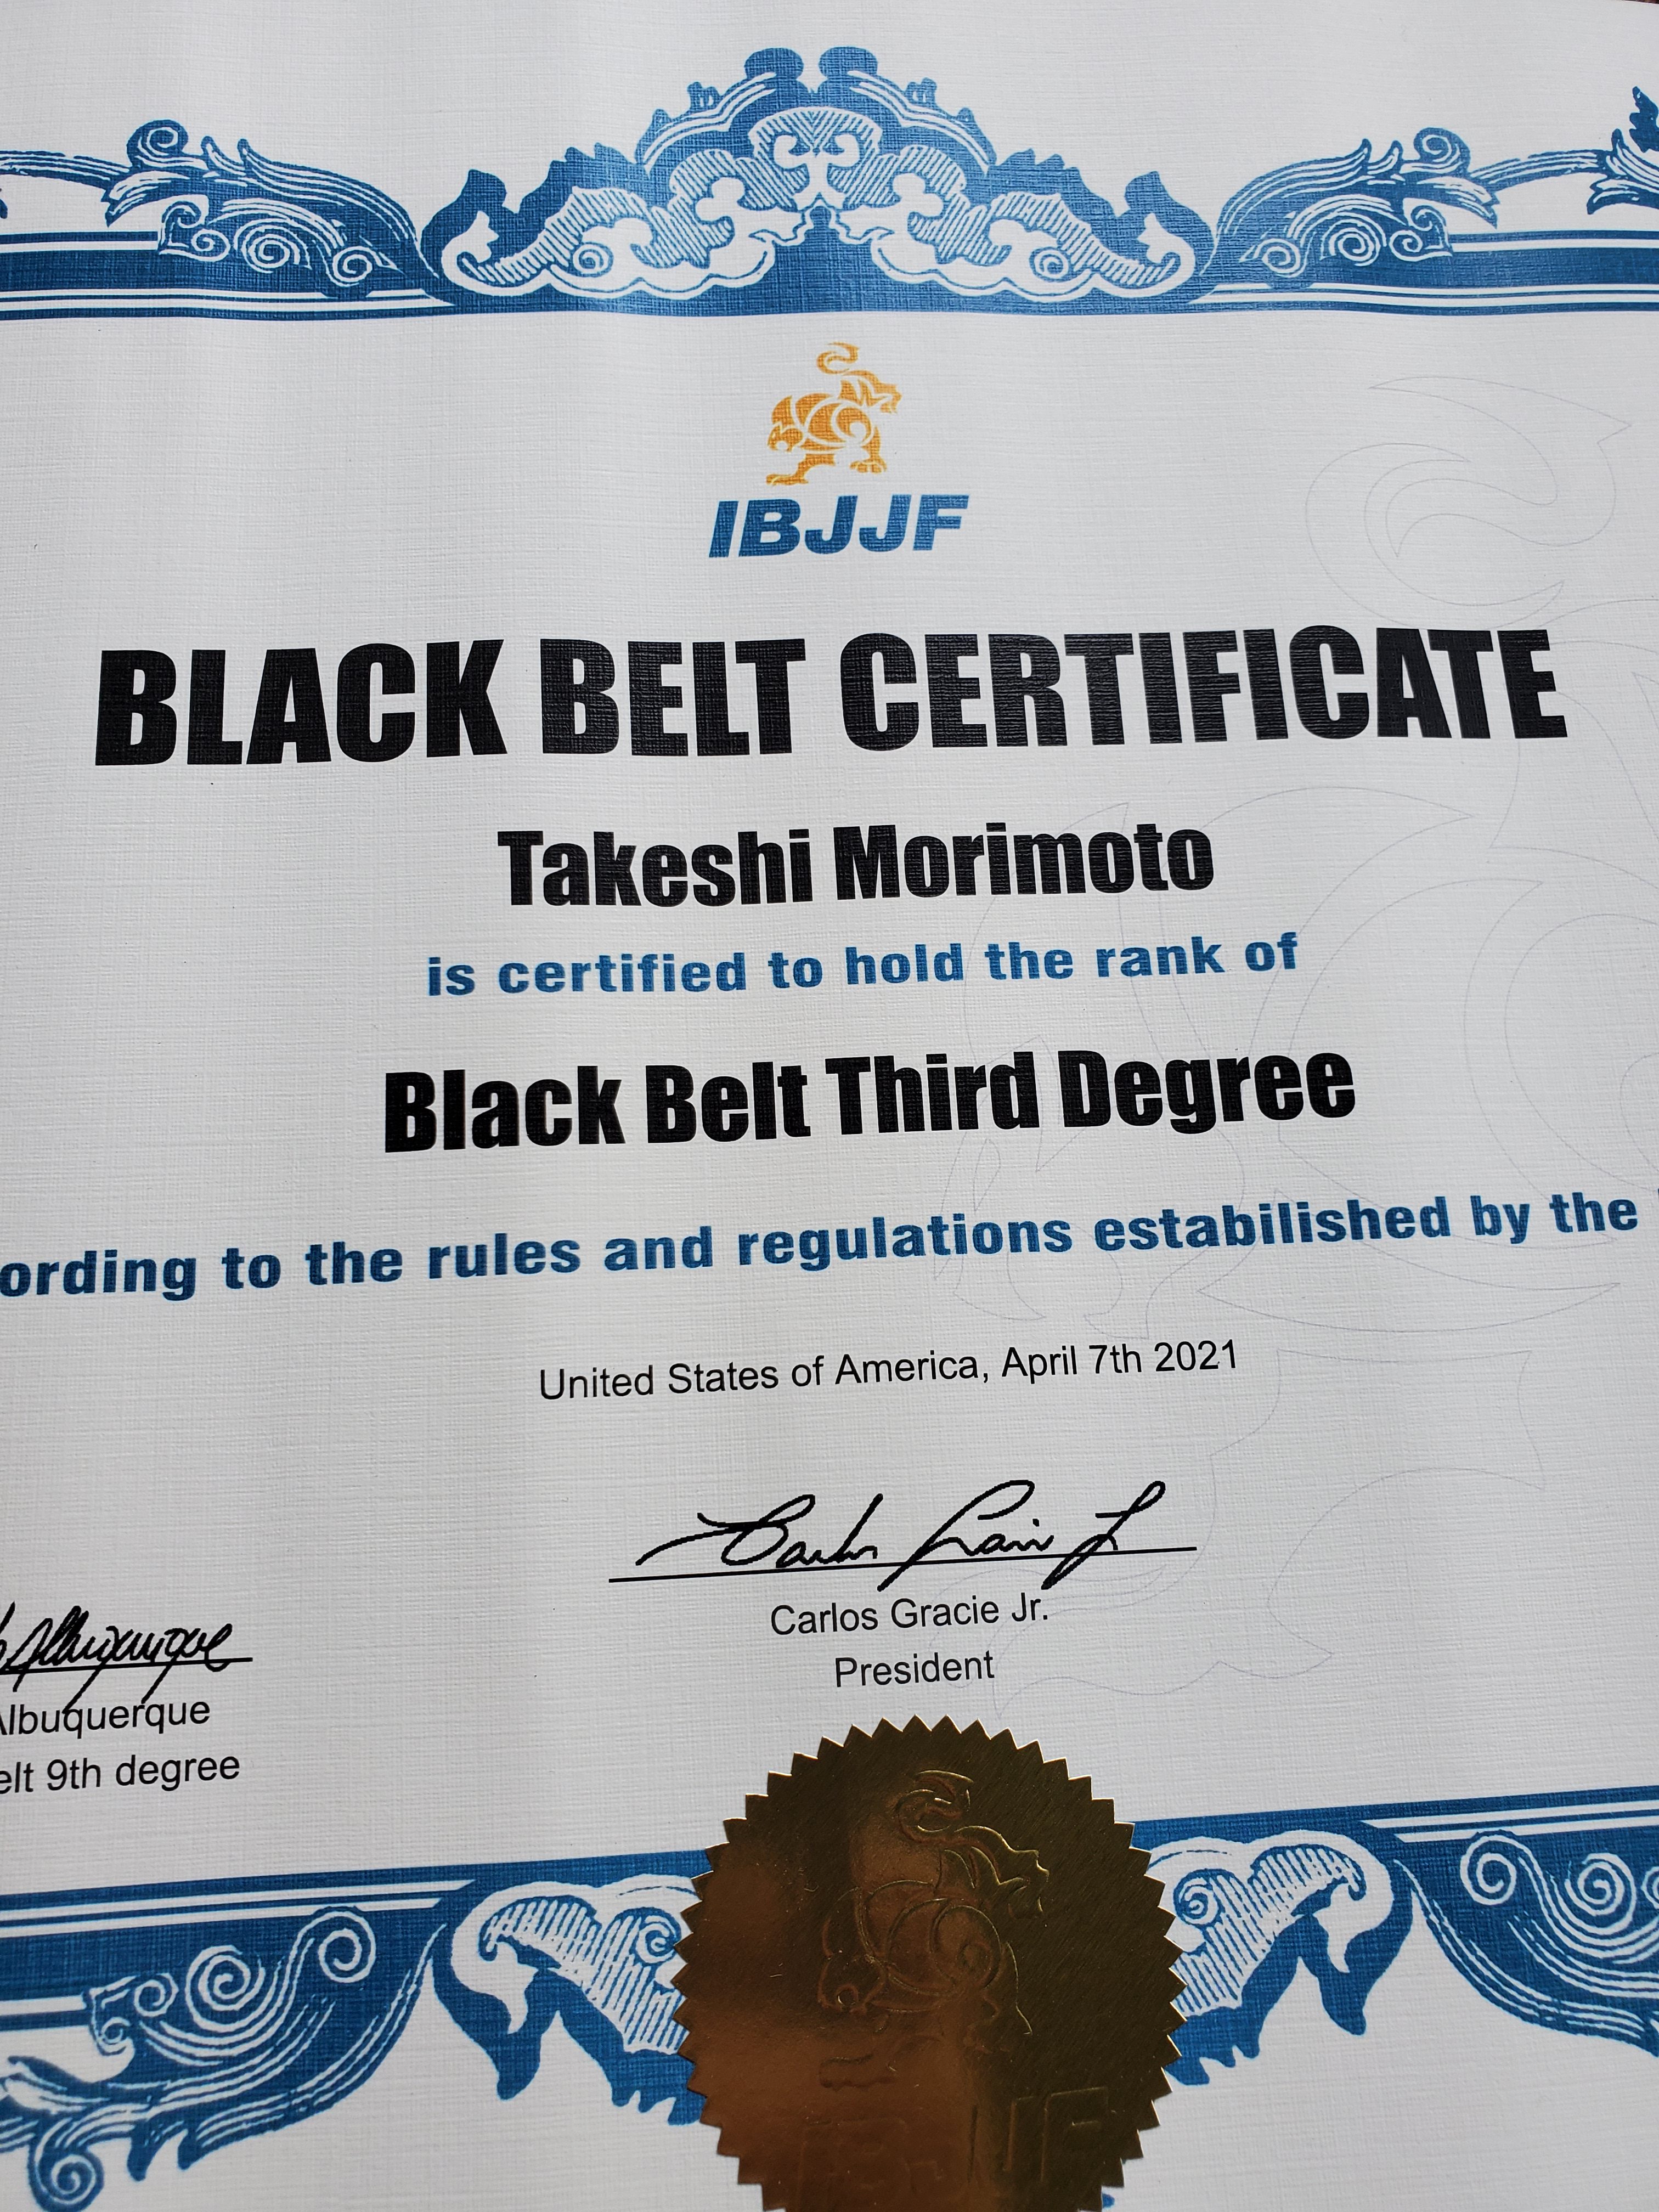 IBJJF
BLACK BELT CERTIFICATE
Takeshi Morimoto
is certified to hold the rank of
Black Belt Third Degree
ording to the rules and regulations estabilished by the
United States of America, April 7th 2021
Carlos Gracie Jr.
President
Albuquerque
elt 9th degree
IBJJF